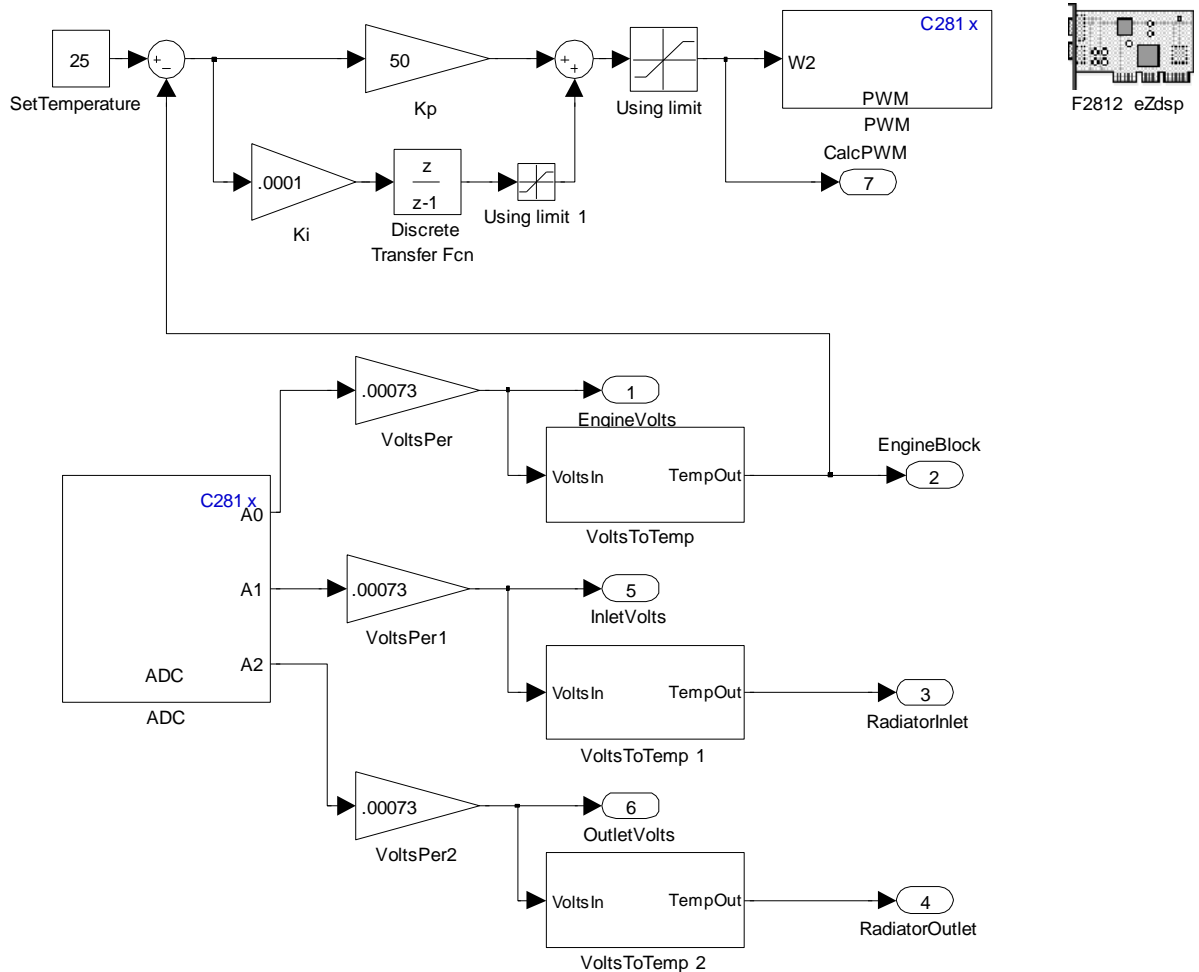 C281 x
25
+
−
50
+
+
W2
PWM
PWM
SetTemperature
Kp
Using limit
F2812 eZdsp
CalcPWM
7
.0001
z
z-1
Ki
Discrete
Transfer Fcn
Using limit 1
.00073
1
VoltsPer
EngineVolts
EngineBlock
VoltsIn
TempOut
2
VoltsToTemp
C281 x
A0
A1
A2
ADC
ADC
.00073
5
VoltsPer1
InletVolts
VoltsIn
TempOut
3
RadiatorInlet
VoltsToTemp 1
.00073
6
VoltsPer2
OutletVolts
VoltsIn
TempOut
4
RadiatorOutlet
VoltsToTemp 2